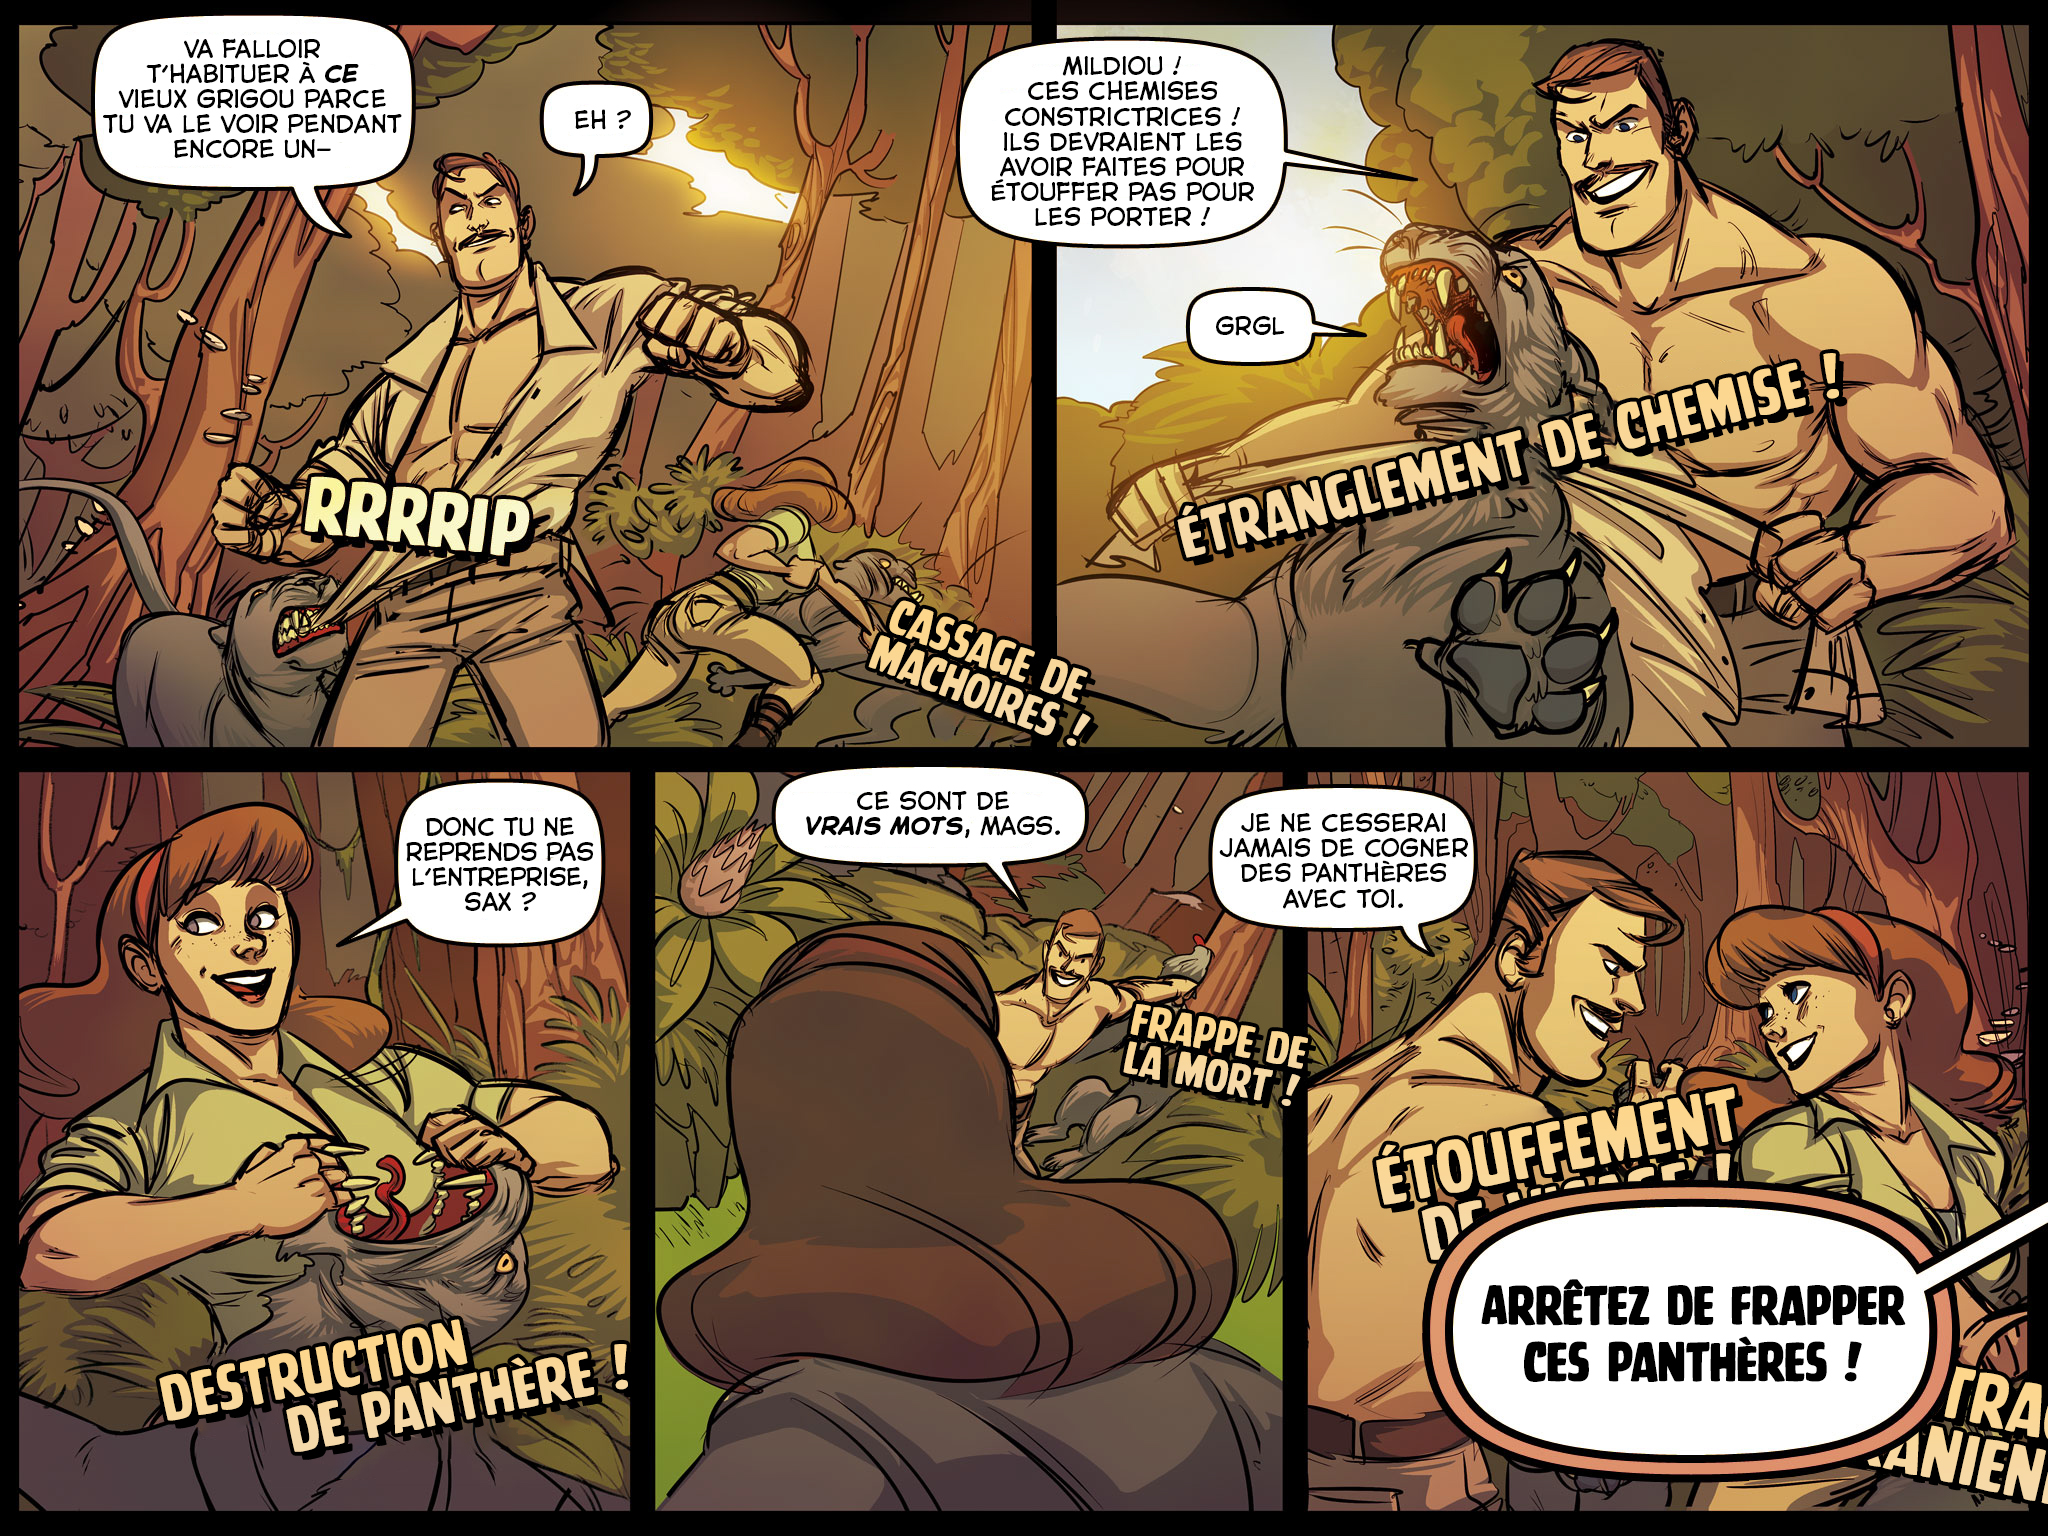 VA FALLOIR
T'HABITUER À CE
VIEUX GRIGOU PARCE
TU VA LE VOIR PENDANT
ENCORE UN–
EH ?
RRRRIP
CASSAGE DE
MACHOIRES !
MILDIOU !
CES CHEMISES
CONSTRICTRICES !
ILS DEVRAIENT LES
AVOIR FAITES POUR
ÉTOUFFER PAS POUR
LES PORTER !
GRGL
ÉTRANGLEMENT DE CHEMISE !
DONC TU NE
REPRENDS PAS
L'ENTREPRISE,
SAX ?
DESTRUCTION
DE PANTHÈRE !
CE SONT DE
VRAIS MOTS, MAGS.
FRAPPE DE
LA MORT !
JE NE CESSERAI
JAMAIS DE COGNER
DES PANTHÈRES
AVEC TOI.
ÉTOUFFEMENT
DE VISAGE !
ARRÊTEZ DE FRAPPER
CES PANTHÈRES !